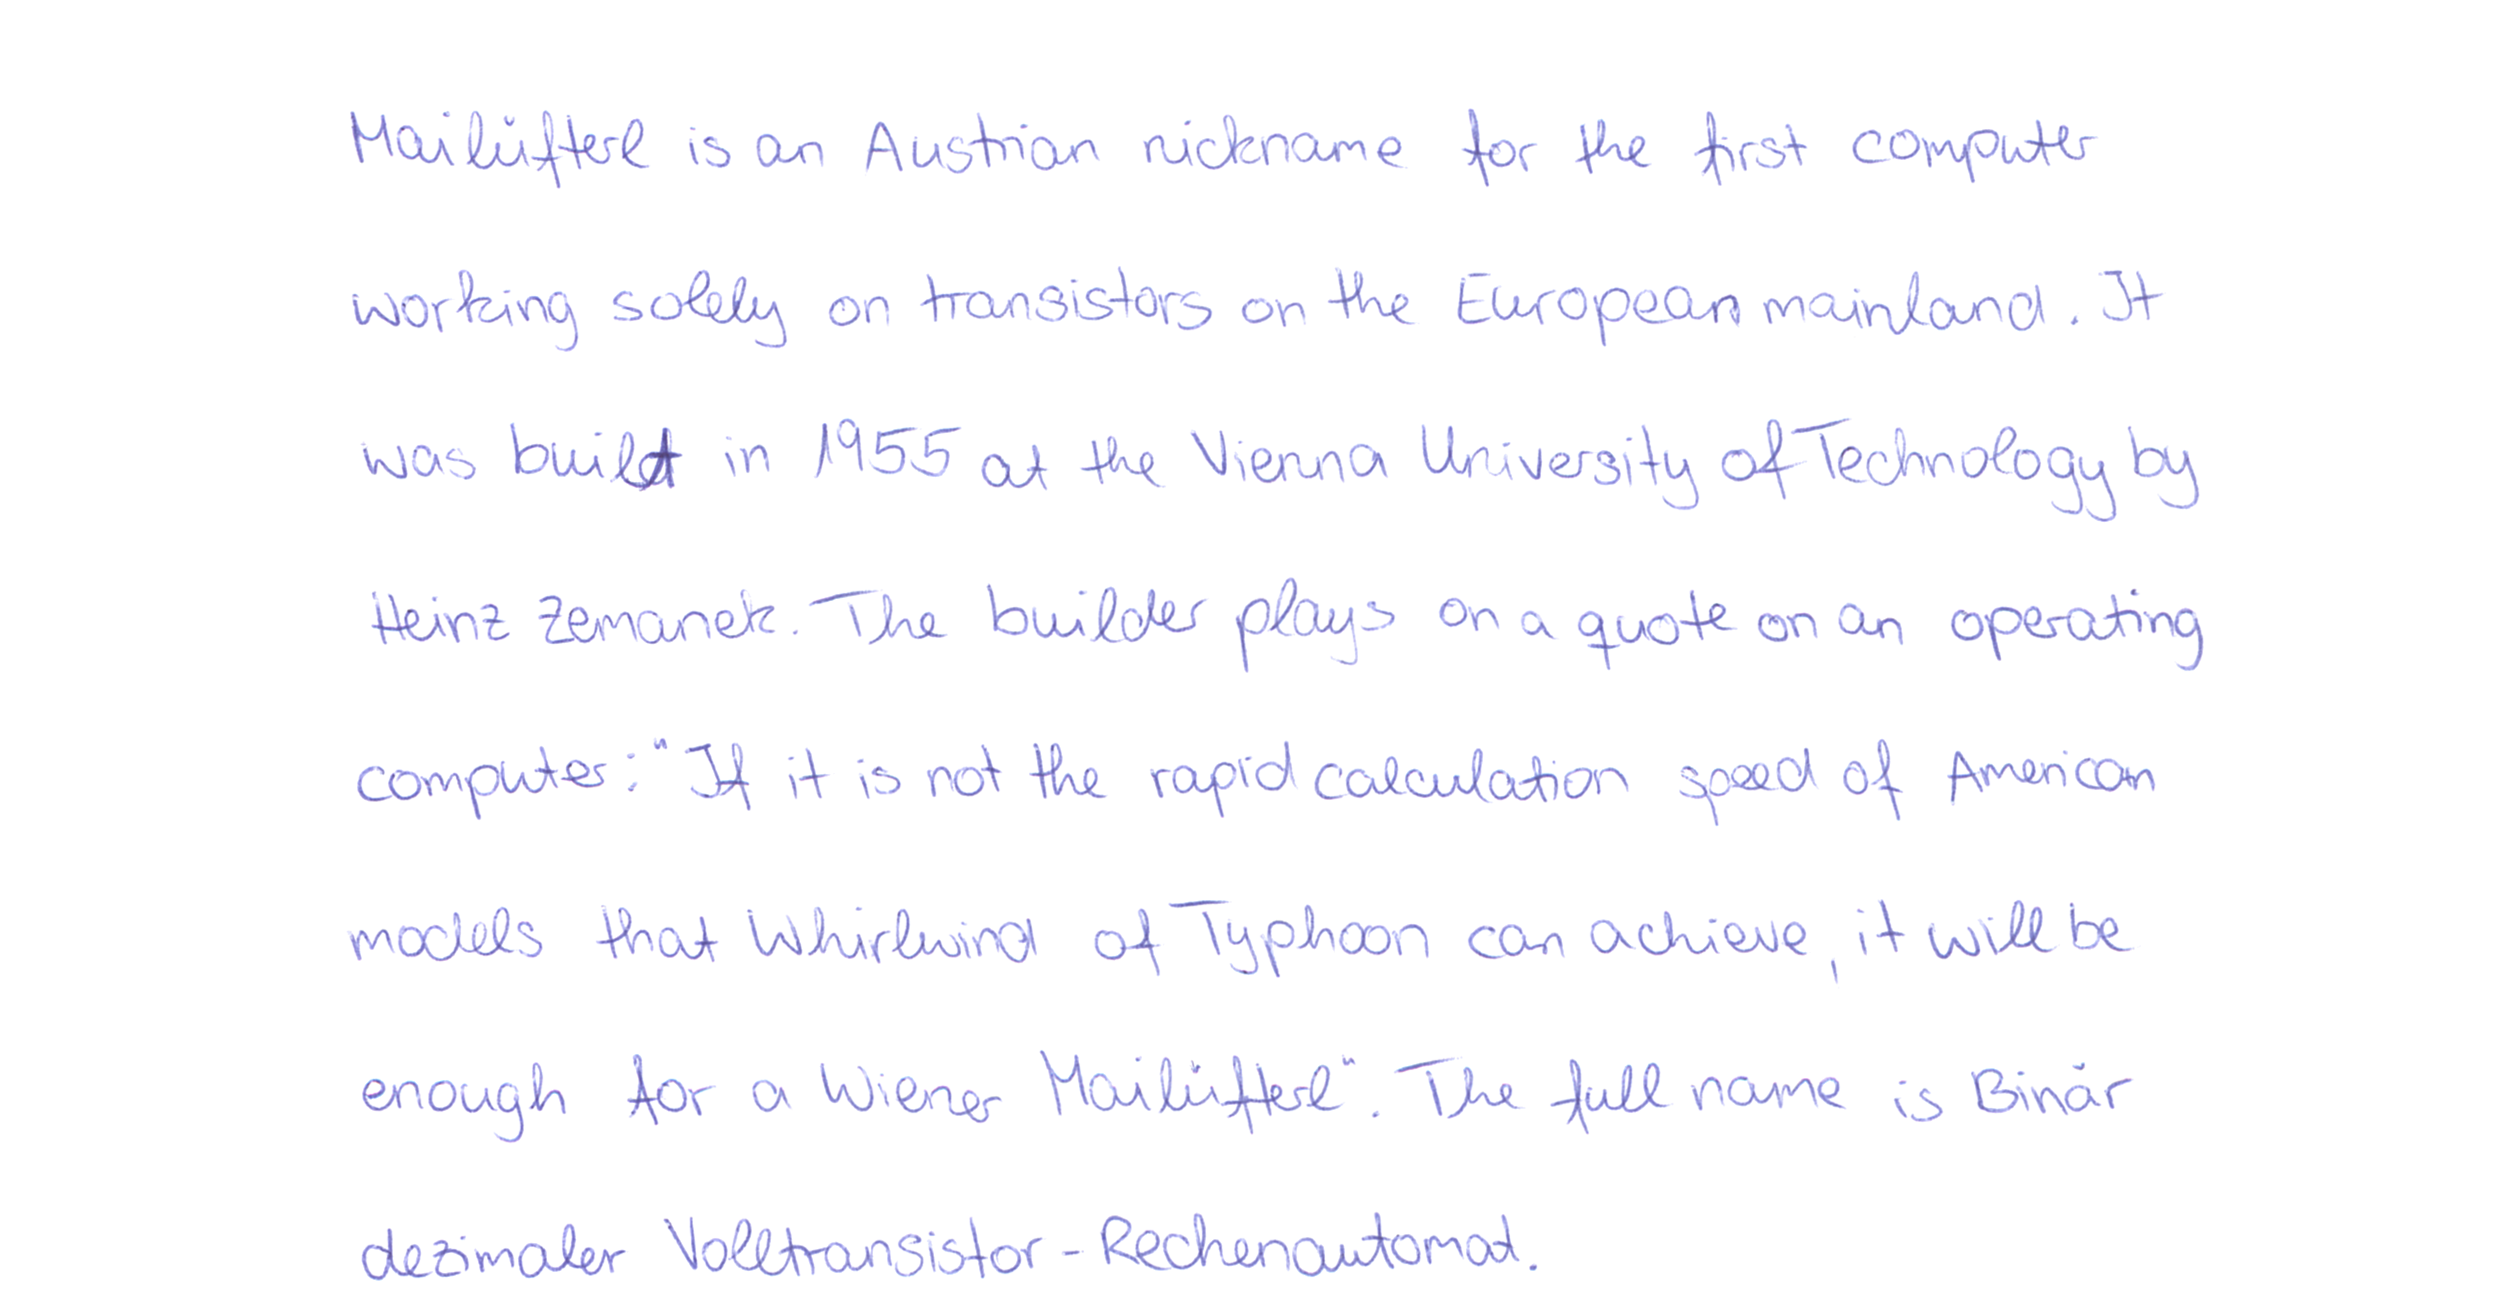 Mailüfterl is an Austrian nickname for the first computer
working solely on transistors on the European mainland. It
was built in 1955 at the Vienna University of Technology by
Heinz Zemanek. The builder plays on a quote on an operating
computer: "If it is not the rapid calculation speed of American
models that Whirlwind of Typhoon can achieve, it will be
enough for a Wiener Mailüfterl". The full name is Binär
dezimaler Volltransistor-Rechenautomat.